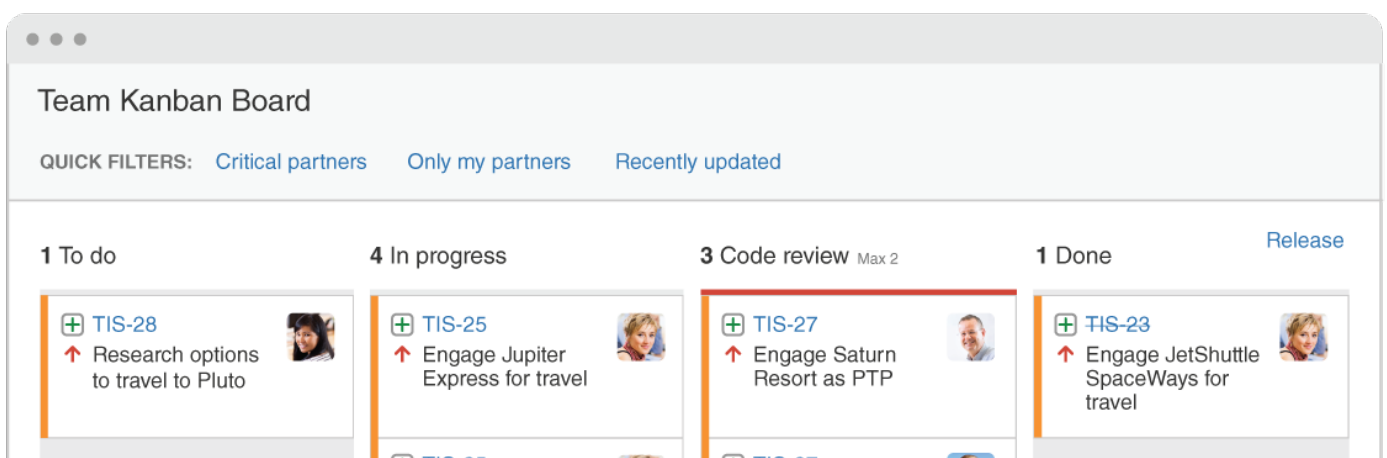 Team Kanban Board
QUICK FILTERS: Critical partners Only my partners Recently updated
Release
1 To do
4 In progress
3 Code review Max 2
1 Done
TIS-28
Research options
to travel to Pluto
TIS-25
Engage Jupiter
Express for travel
TIS-27
Engage Saturn
Resort as PTP
TIS-23
Engage JetShuttle
SpaceWays for
travel